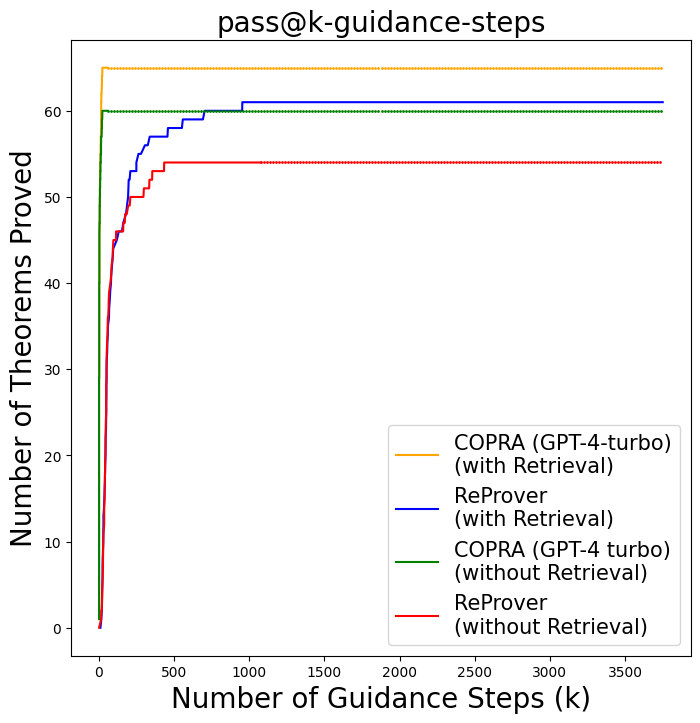 pass@k-guidance-steps
Number of Theorems Proved
60
50
40
30
20
10
0
COPRA (GPT-4-turbo)
(with Retrieval)
ReProver
(with Retrieval)
COPRA (GPT-4 turbo)
(without Retrieval)
ReProver
(without Retrieval)
0 500 1000 1500 2000 2500 3000 3500
Number of Guidance Steps (k)